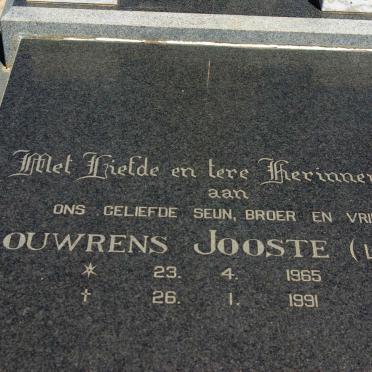 Met Liefde en tere Herinner
aan
ONS GELIEFDE SEUN, BROER EN VRI
OUWRENS JOOSTE (L
* 23. 4. 1965
† 26. 1. 1991